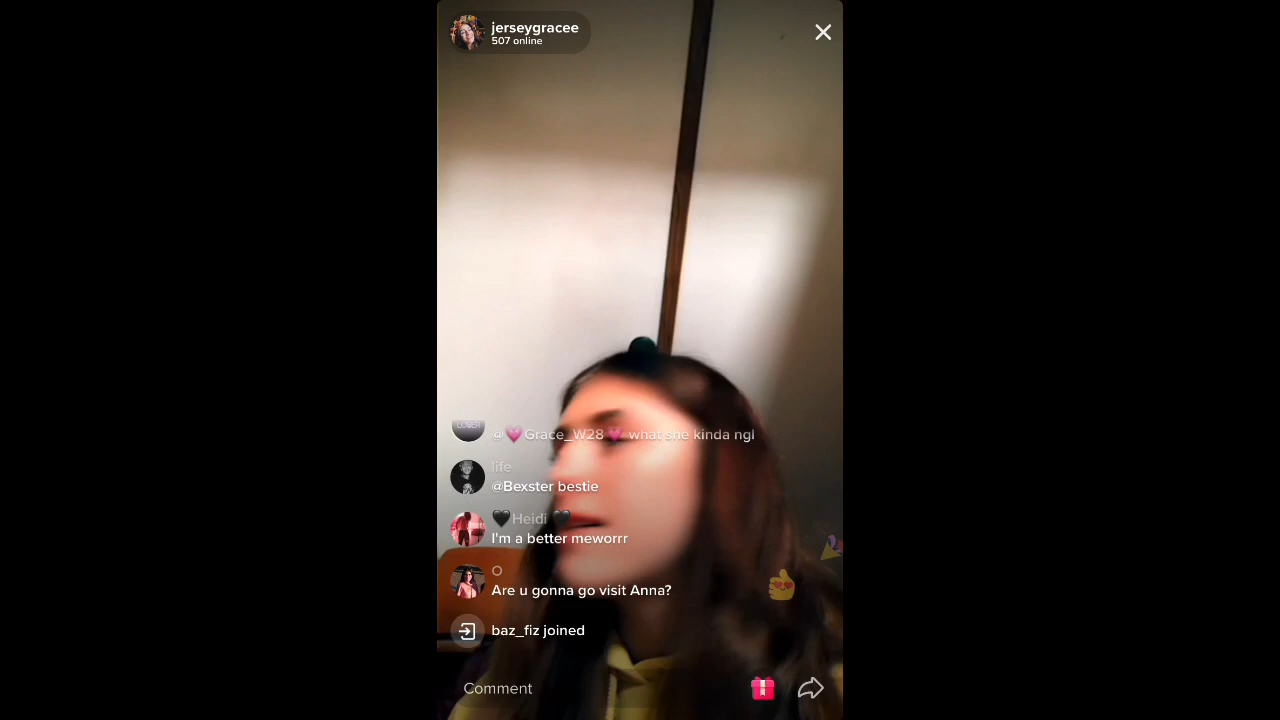 jerseygracee
507 online
@💗Grace_W28💗 what she kinda ngl
life
@Bexster bestie
🖤Heidi🖤
I'm a better meworrr
O
Are u gonna go visit Anna?
baz_fiz joined
Comment